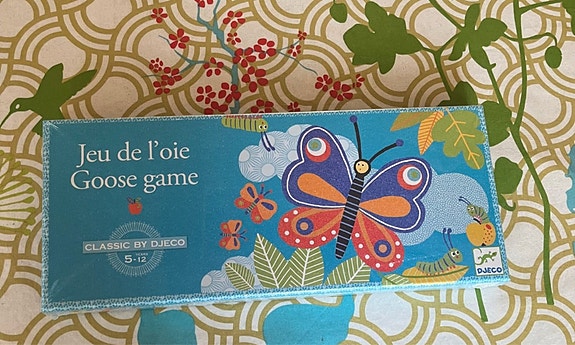 Jeu de l'oie
Goose game
CLASSIC BY DJECO
5-12
DJECO